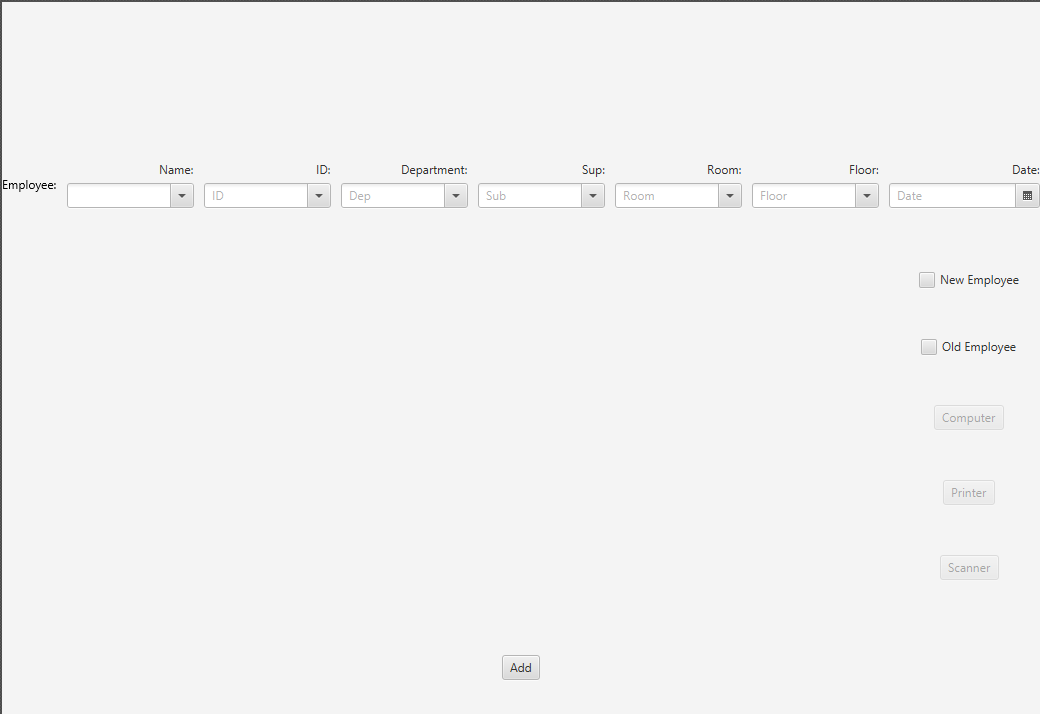 Name: ID: Department: Sup: Room: Floor: Date:
Employee:
ID Dep Sub Room Floor Date
New Employee
Old Employee
Computer
Printer
Scanner
Add